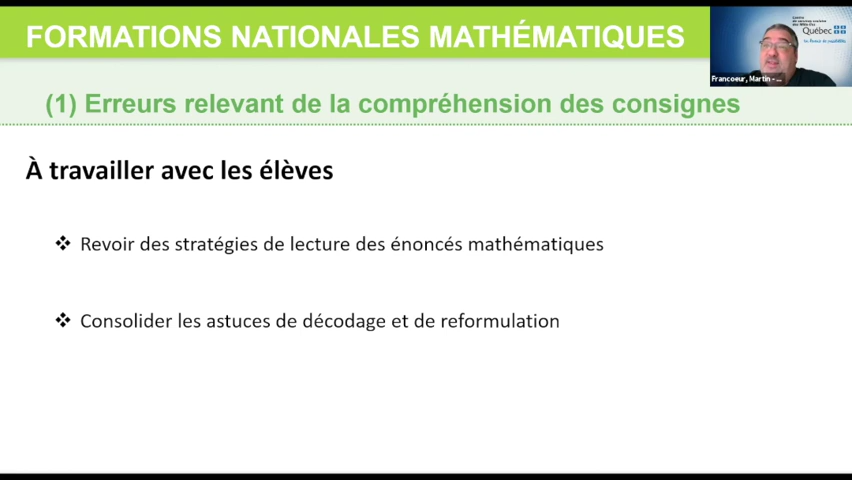 FORMATIONS NATIONALES MATHÉMATIQUES
Québec
Francoeur, Martin - ...
(1) Erreurs relevant de la compréhension des consignes
À travailler avec les élèves
❖ Revoir des stratégies de lecture des énoncés mathématiques
❖ Consolider les astuces de décodage et de reformulation